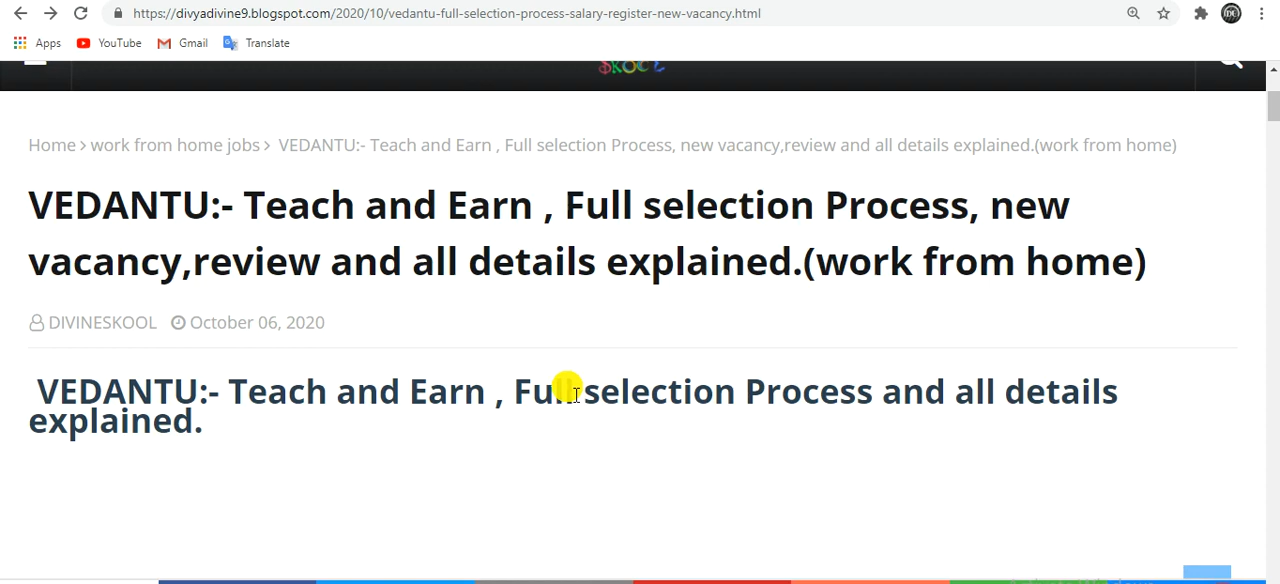 https://divyadivine9.blogspot.com/2020/10/vedantu-full-selection-process-salary-register-new-vacancy.html
Apps YouTube Gmail Translate
Home > work from home jobs > VEDANTU:- Teach and Earn , Full selection Process, new vacancy,review and all details explained.(work from home)
VEDANTU:- Teach and Earn , Full selection Process, new
vacancy,review and all details explained.(work from home)
DIVINESKOOL October 06, 2020
VEDANTU:- Teach and Earn , Full selection Process and all details
explained.